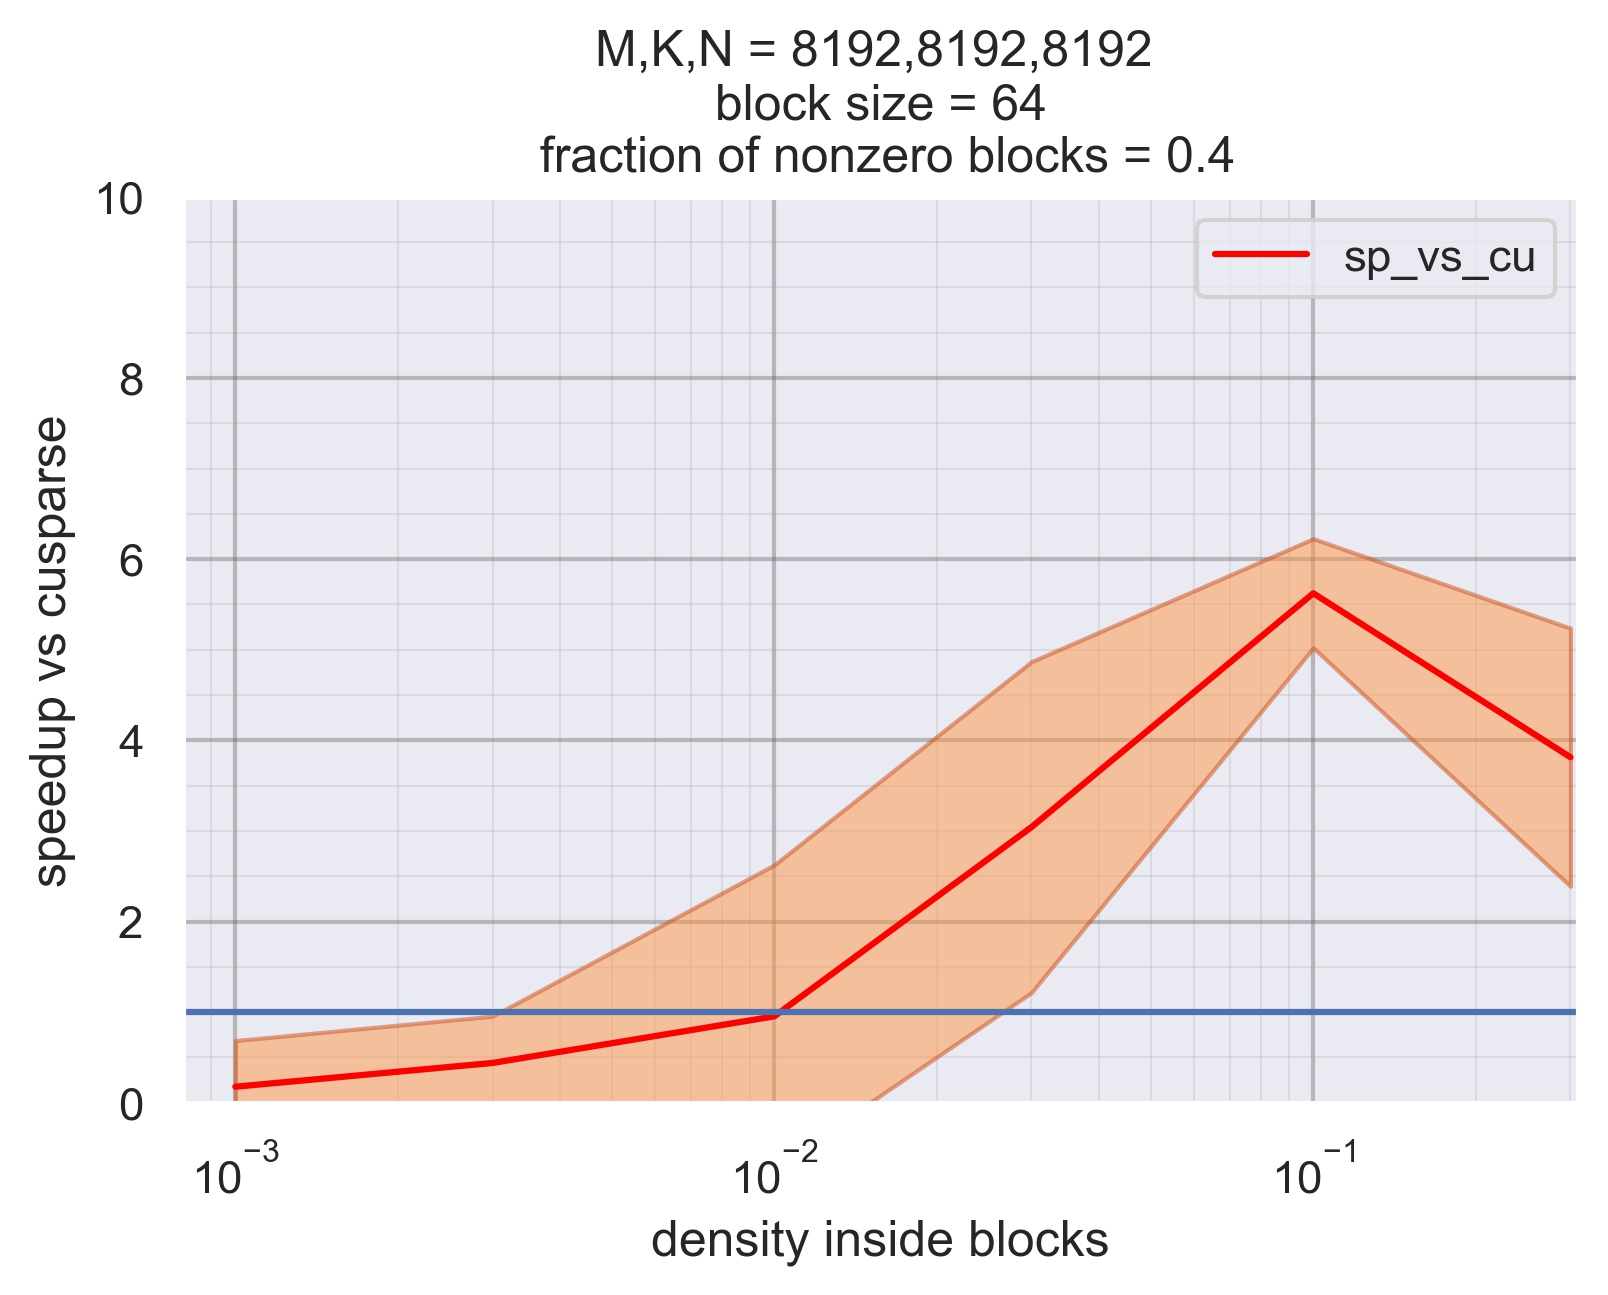 M,K,N = 8192,8192,8192
block size = 64
fraction of nonzero blocks = 0.4
sp_vs_cu
speedup vs cusparse
10
8
6
4
2
0
10⁻³
10⁻²
10⁻¹
density inside blocks